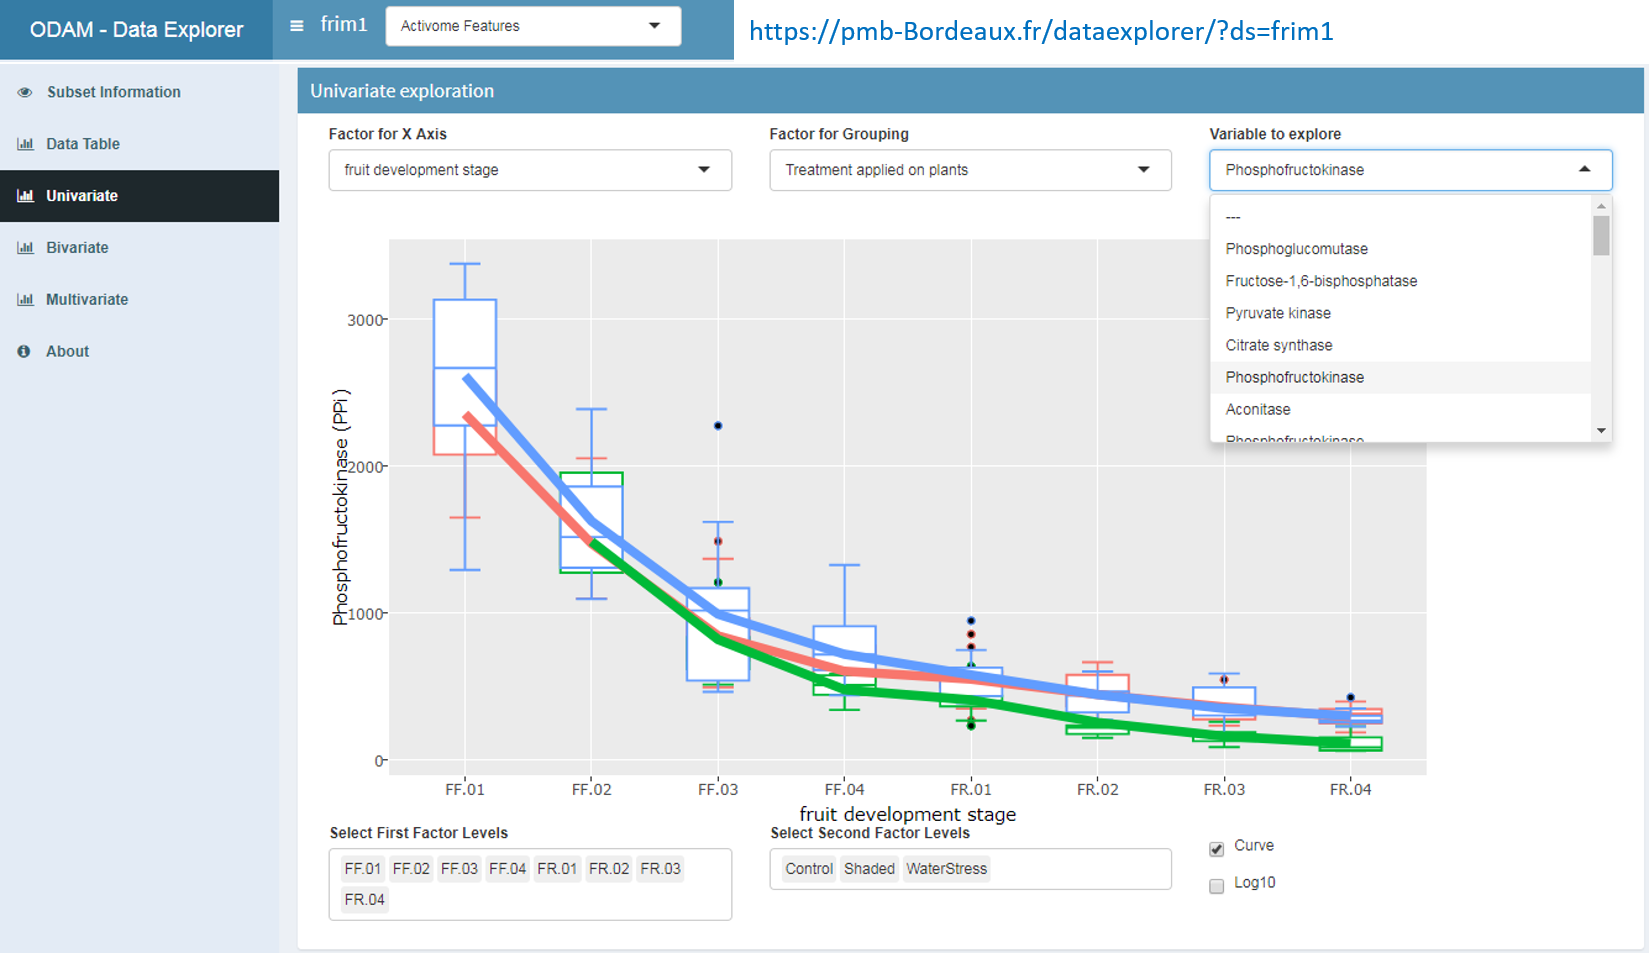 ODAM - Data Explorer
frim1
Activome Features
https://pmb-Bordeaux.fr/dataexplorer/?ds=frim1
Subset Information
Data Table
Univariate
Bivariate
Multivariate
About
Univariate exploration
Factor for X Axis
fruit development stage
Factor for Grouping
Treatment applied on plants
Variable to explore
Phosphofructokinase
---
Phosphoglucomutase
Fructose-1,6-bisphosphatase
Pyruvate kinase
Citrate synthase
Phosphofructokinase
Aconitase
Phosphofructokinase
Phosphofructokinase (PPi)
3000
2000
1000
0
FF.01 FF.02 FF.03 FF.04 FR.01 FR.02 FR.03 FR.04
fruit development stage
Select First Factor Levels
FF.01 FF.02 FF.03 FF.04 FR.01 FR.02 FR.03
FR.04
Select Second Factor Levels
Control Shaded WaterStress
Curve
Log10